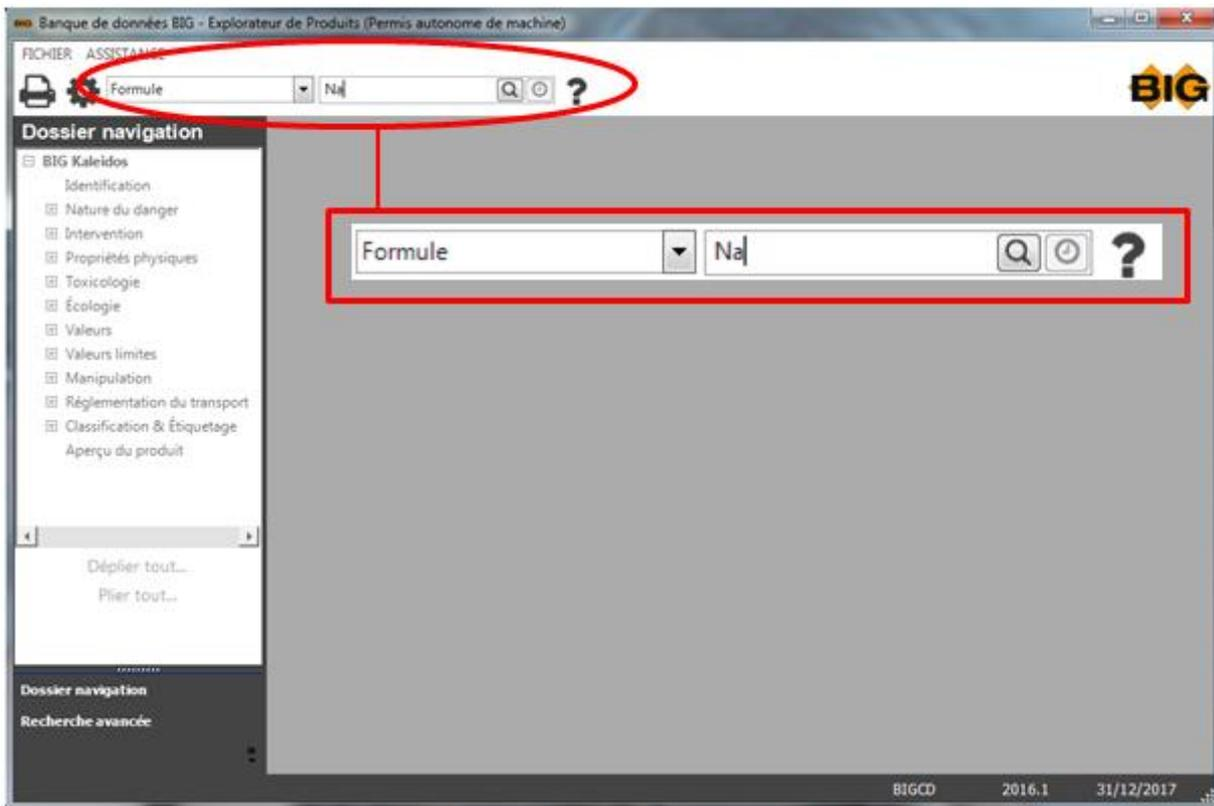 BIG Banque de données BIG - Explorateur de Produits (Permis autonome de machine)
FICHIER ASSISTANCE
Formule Na ?
BIG
Dossier navigation
BIG Kaleidos
Identification
Nature du danger
Intervention
Propriétés physiques
Toxicologie
Écologie
Valeurs
Valeurs limites
Manipulation
Réglementation du transport
Classification & Étiquetage
Aperçu du produit
Formule Na ?
Déplier tout...
Plier tout...
Dossier navigation
Recherche avancée
BIGCD 2016.1 31/12/2017